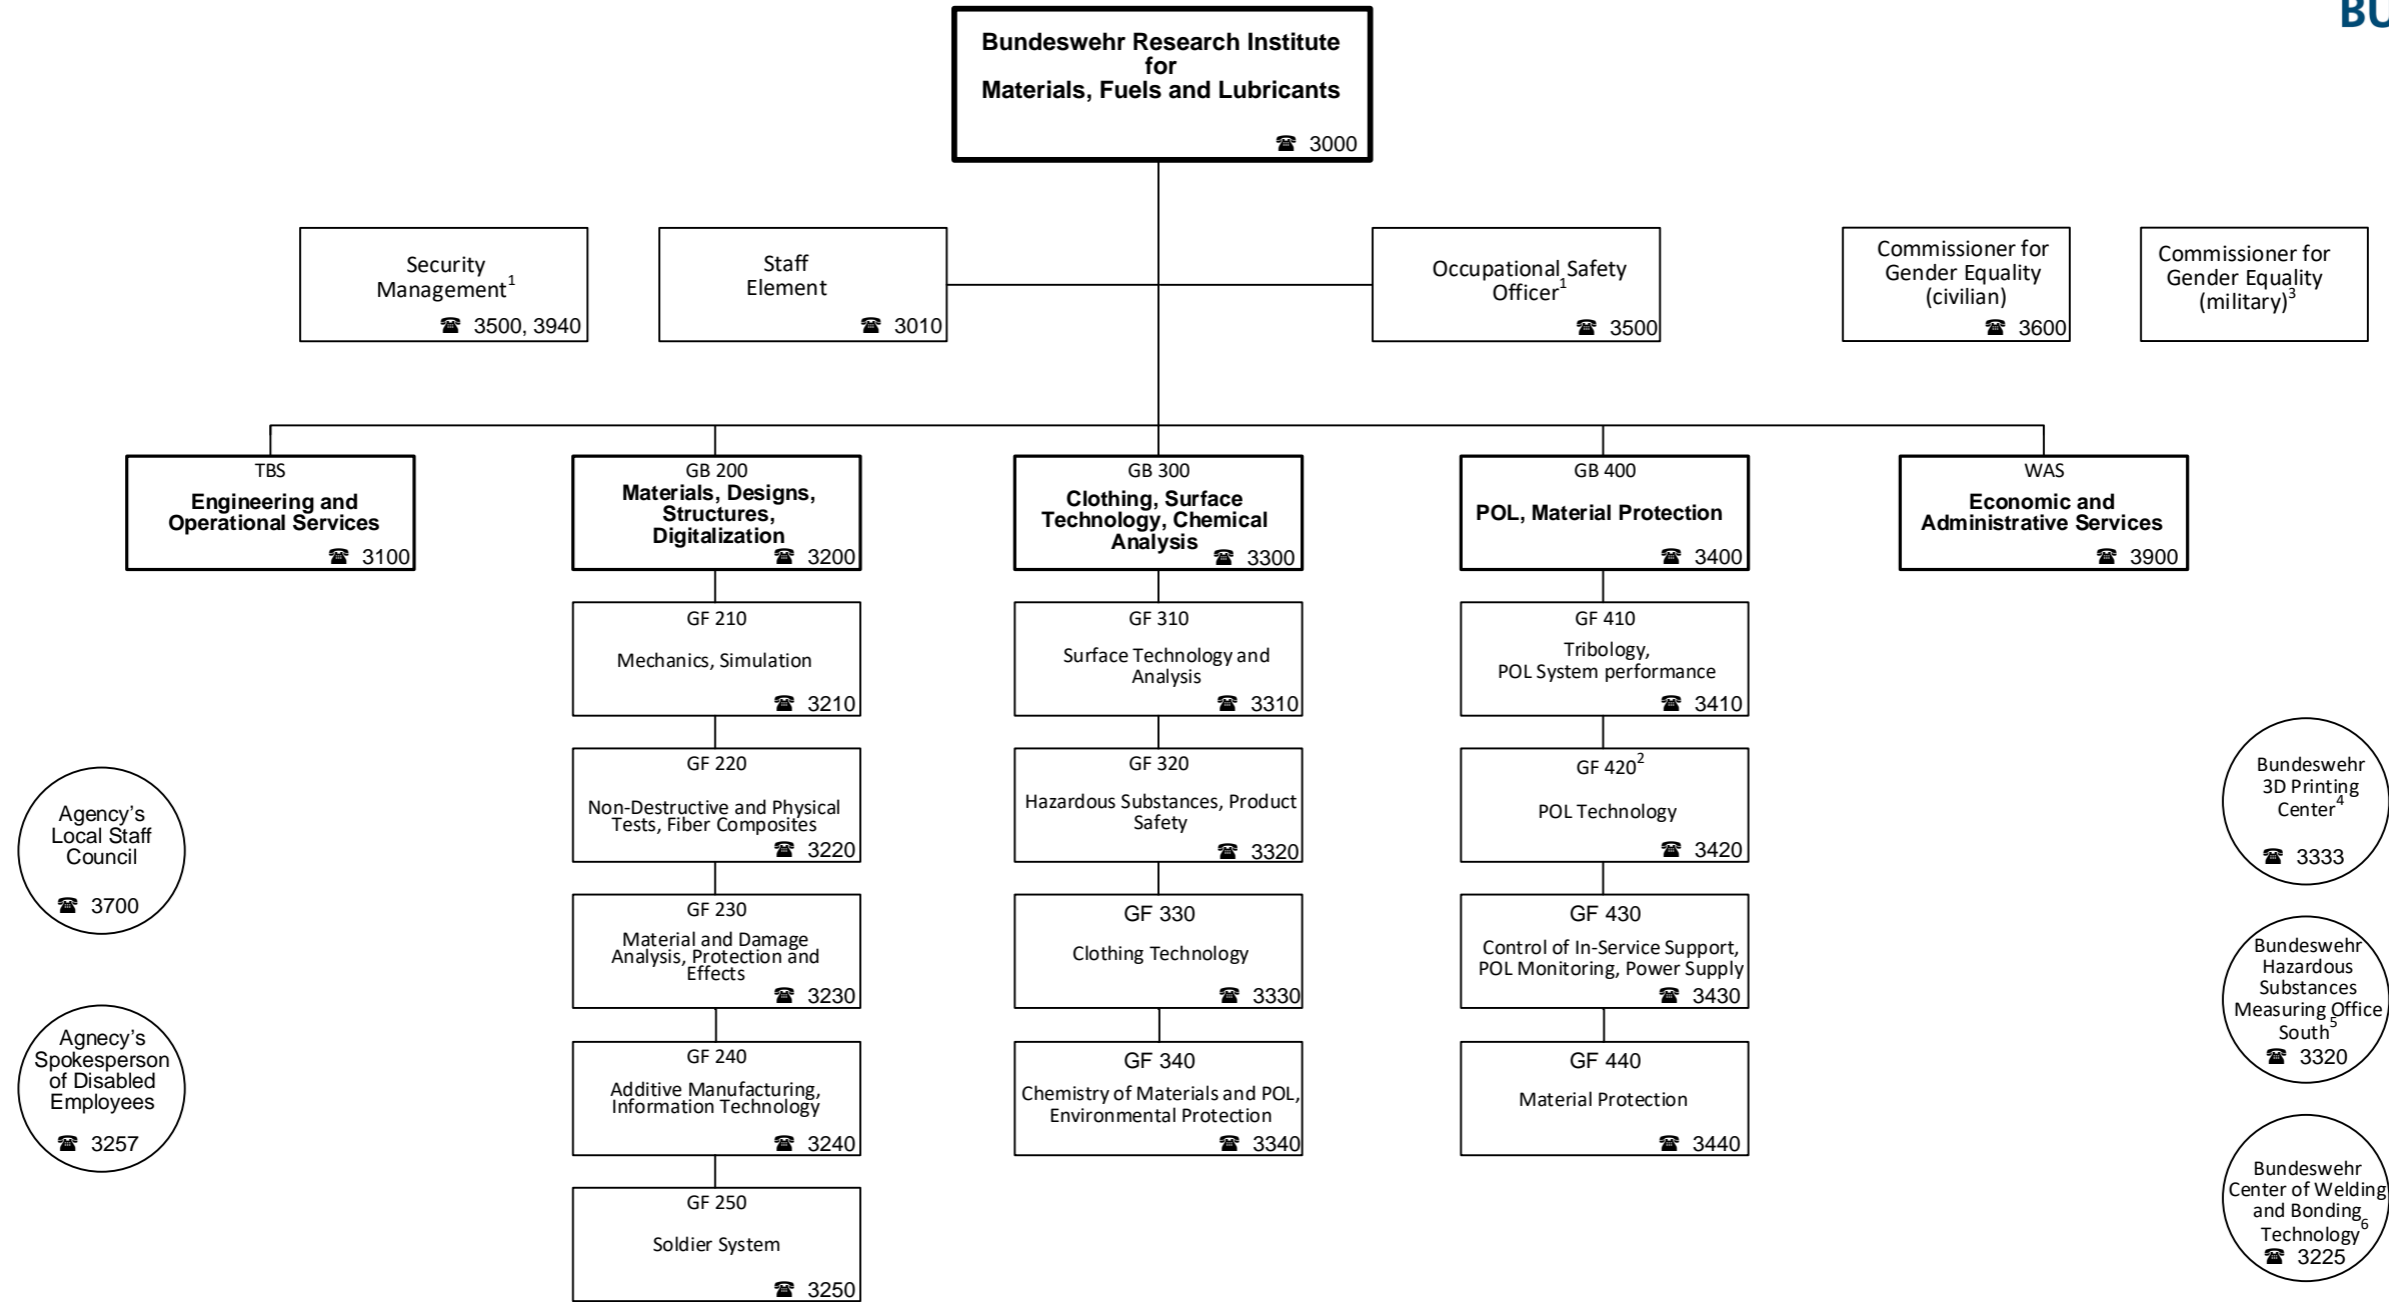 BU
Bundeswehr Research Institute
for
Materials, Fuels and Lubricants
☎ 3000
Security
Management1
☎ 3500, 3940
Staff
Element
☎ 3010
Occupational Safety
Officer1
☎ 3500
Commissioner for
Gender Equality
(civilian)
☎ 3600
Commissioner for
Gender Equality
(military)3
TBS
Engineering and
Operational Services
☎ 3100
GB 200
Materials, Designs,
Structures,
Digitalization
☎ 3200
GB 300
Clothing, Surface
Technology, Chemical
Analysis
☎ 3300
GB 400
POL, Material Protection
☎ 3400
WAS
Economic and
Administrative Services
☎ 3900
GF 210
Mechanics, Simulation
☎ 3210
GF 310
Surface Technology and
Analysis
☎ 3310
GF 410
Tribology,
POL System performance
☎ 3410
GF 220
Non-Destructive and Physical
Tests, Fiber Composites
☎ 3220
GF 320
Hazardous Substances, Product
Safety
☎ 3320
GF 4202
POL Technology
☎ 3420
GF 230
Material and Damage
Analysis, Protection and
Effects
☎ 3230
GF 330
Clothing Technology
☎ 3330
GF 430
Control of In-Service Support,
POL Monitoring, Power Supply
☎ 3430
GF 240
Additive Manufacturing,
Information Technology
☎ 3240
GF 340
Chemistry of Materials and POL,
Environmental Protection
☎ 3340
GF 440
Material Protection
☎ 3440
GF 250
Soldier System
☎ 3250
Agency's
Local Staff
Council
☎ 3700
Agnecy's
Spokesperson
of Disabled
Employees
☎ 3257
Bundeswehr
3D Printing
Center4
☎ 3333
Bundeswehr
Hazardous
Substances
Measuring Office
South5
☎ 3320
Bundeswehr
Center of Welding
and Bonding
Technology6
☎ 3225